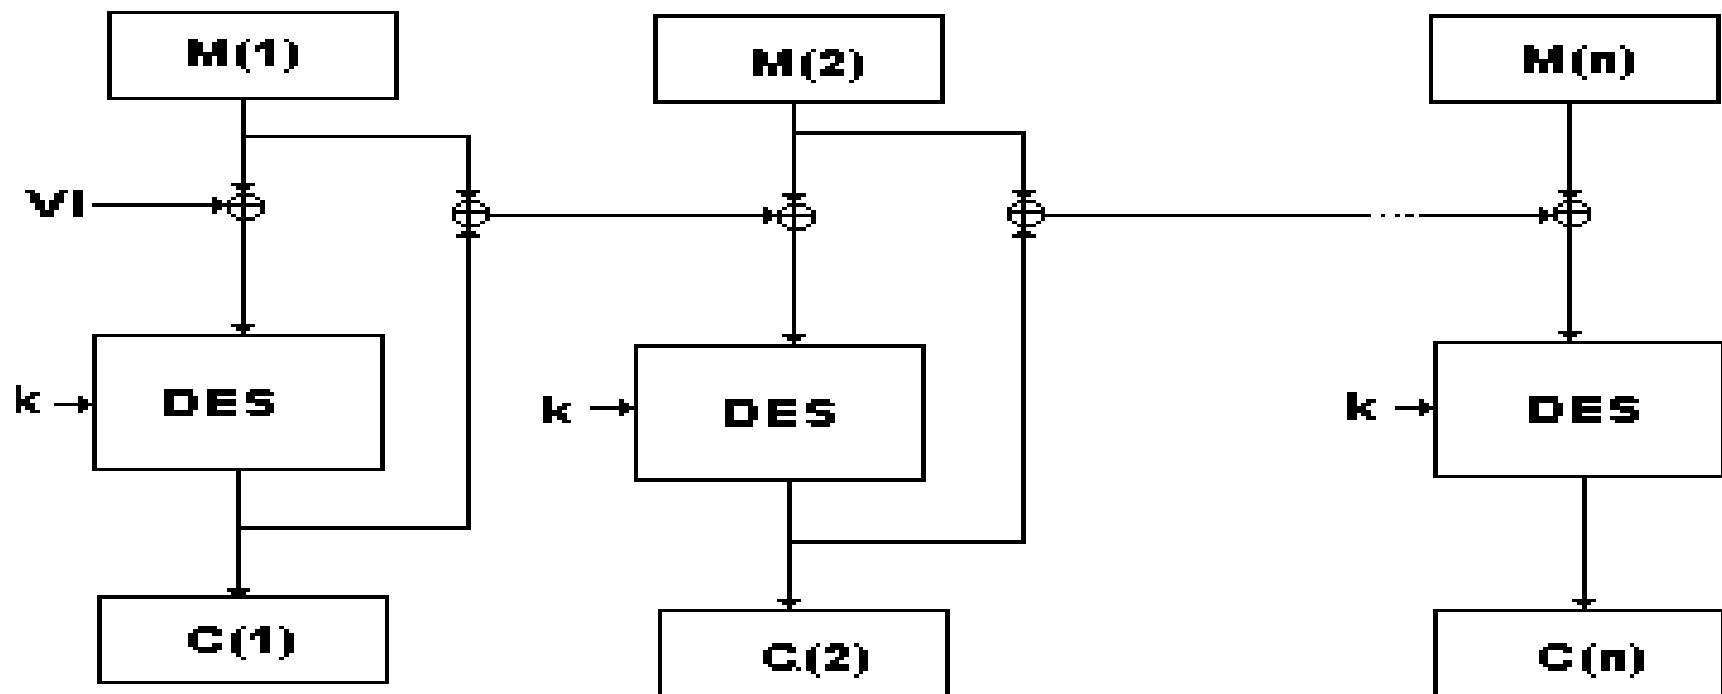 M(1) M(2) M(n)
VI
k DES k DES k DES
C(1) C(2) C(n)